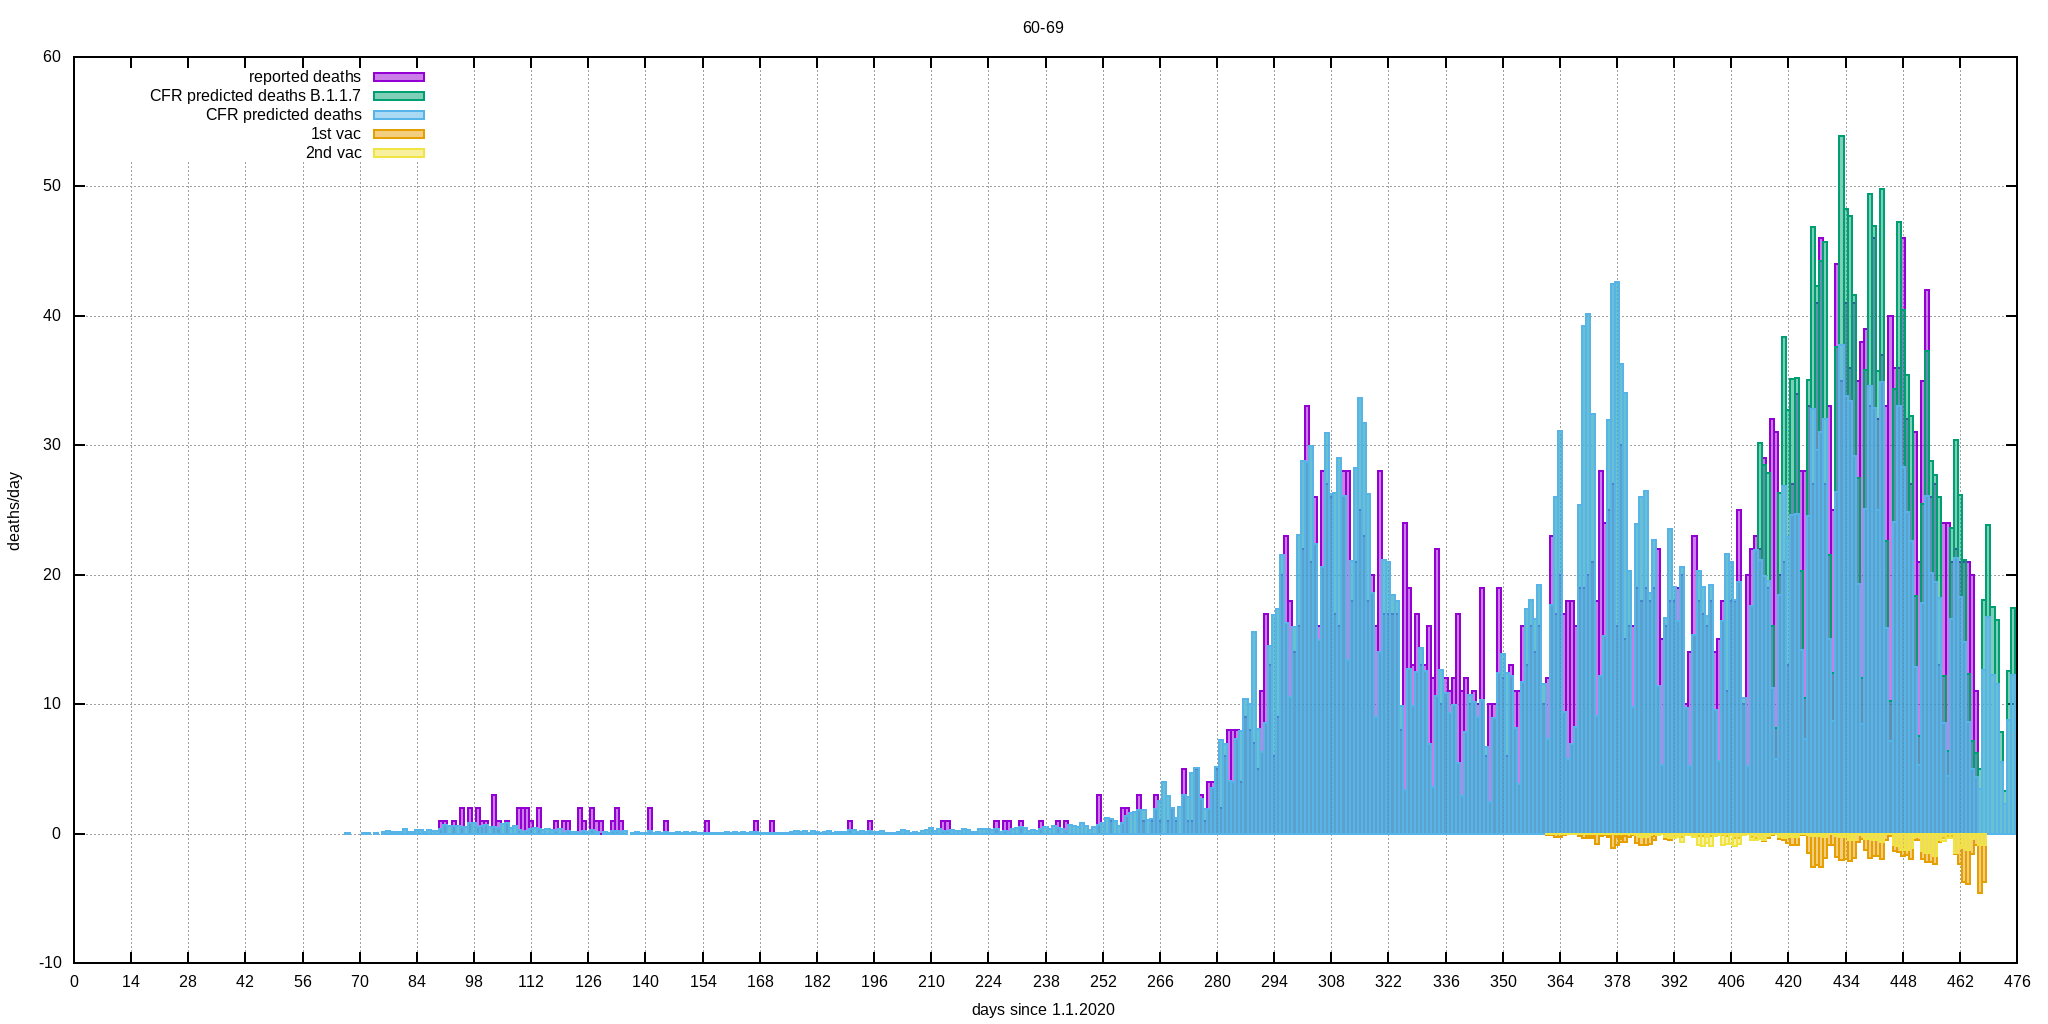 60-69
60
reported deaths
CFR predicted deaths B.1.1.7
CFR predicted deaths
1st vac
2nd vac
50
40
30
20
10
0
-10
deaths/day
0 14 28 42 56 70 84 98 112 126 140 154 168 182 196 210 224 238 252 266 280 294 308 322 336 350 364 378 392 406 420 434 448 462 476
days since 1.1.2020